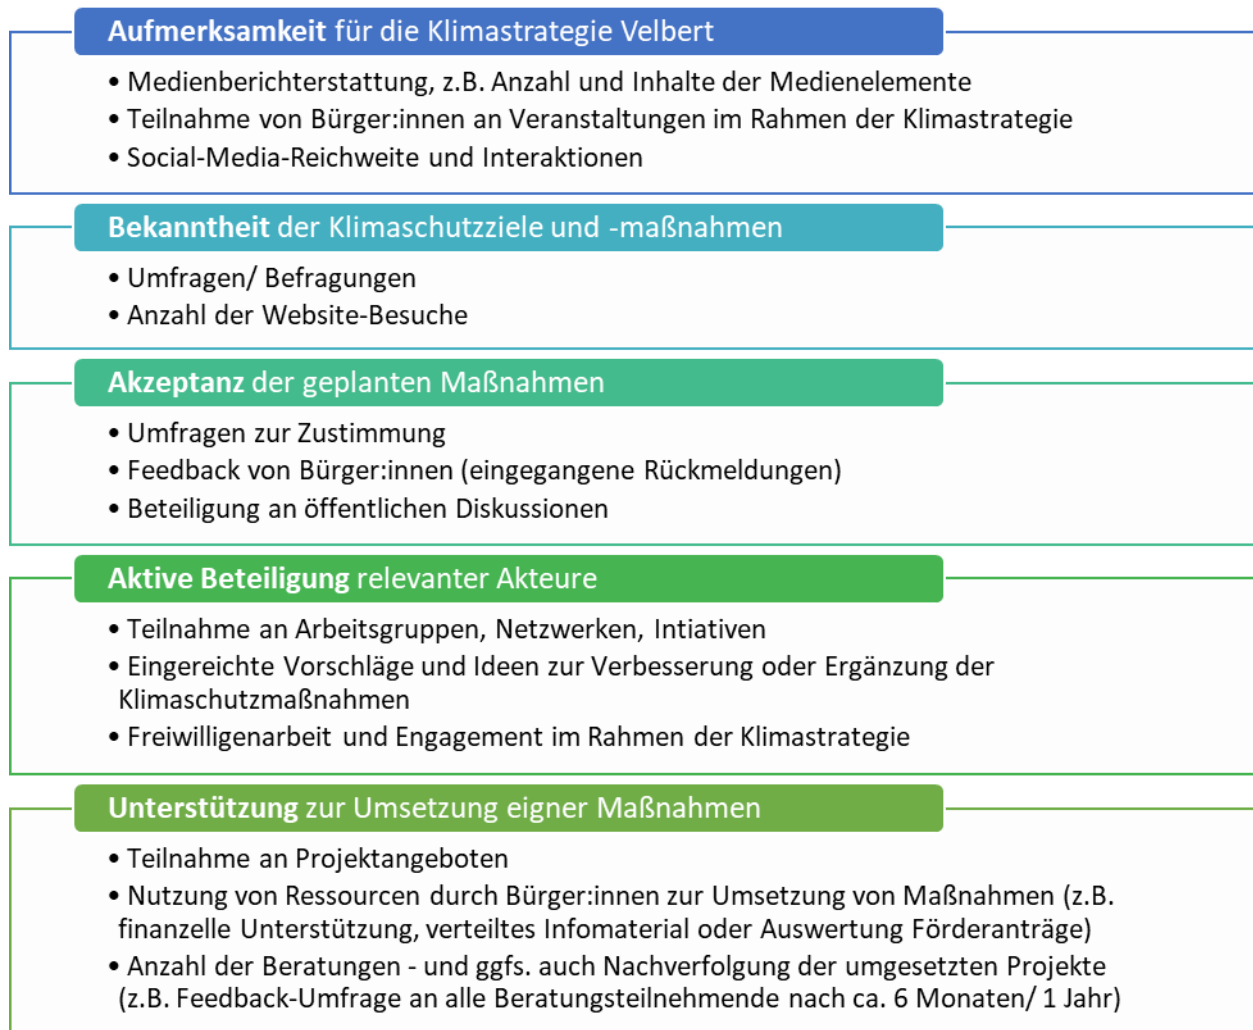 Aufmerksamkeit für die Klimastrategie Velbert
• Medienberichterstattung, z.B. Anzahl und Inhalte der Medienelemente
• Teilnahme von Bürger:innen an Veranstaltungen im Rahmen der Klimastrategie
• Social-Media-Reichweite und Interaktionen
Bekanntheit der Klimaschutzziele und -maßnahmen
• Umfragen/ Befragungen
• Anzahl der Website-Besuche
Akzeptanz der geplanten Maßnahmen
• Umfragen zur Zustimmung
• Feedback von Bürger:innen (eingegangene Rückmeldungen)
• Beteiligung an öffentlichen Diskussionen
Aktive Beteiligung relevanter Akteure
• Teilnahme an Arbeitsgruppen, Netzwerken, Intiativen
• Eingereichte Vorschläge und Ideen zur Verbesserung oder Ergänzung der
Klimaschutzmaßnahmen
• Freiwilligenarbeit und Engagement im Rahmen der Klimastrategie
Unterstützung zur Umsetzung eigner Maßnahmen
• Teilnahme an Projektangeboten
• Nutzung von Ressourcen durch Bürger:innen zur Umsetzung von Maßnahmen (z.B.
finanzelle Unterstützung, verteiltes Infomaterial oder Auswertung Förderanträge)
• Anzahl der Beratungen - und ggfs. auch Nachverfolgung der umgesetzten Projekte
(z.B. Feedback-Umfrage an alle Beratungsteilnehmende nach ca. 6 Monaten/ 1 Jahr)